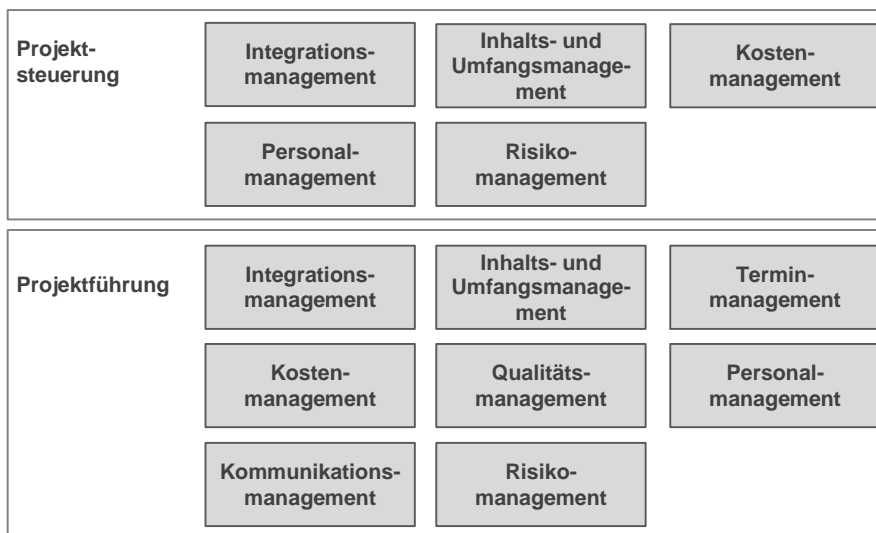 Projekt-
steuerung
Integrations-
management
Inhalts- und
Umfangsmanage-
ment
Kosten-
management
Personal-
management
Risiko-
management
Projektführung
Integrations-
management
Inhalts- und
Umfangsmanage-
ment
Termin-
management
Kosten-
management
Qualitäts-
management
Personal-
management
Kommunikations-
management
Risiko-
management